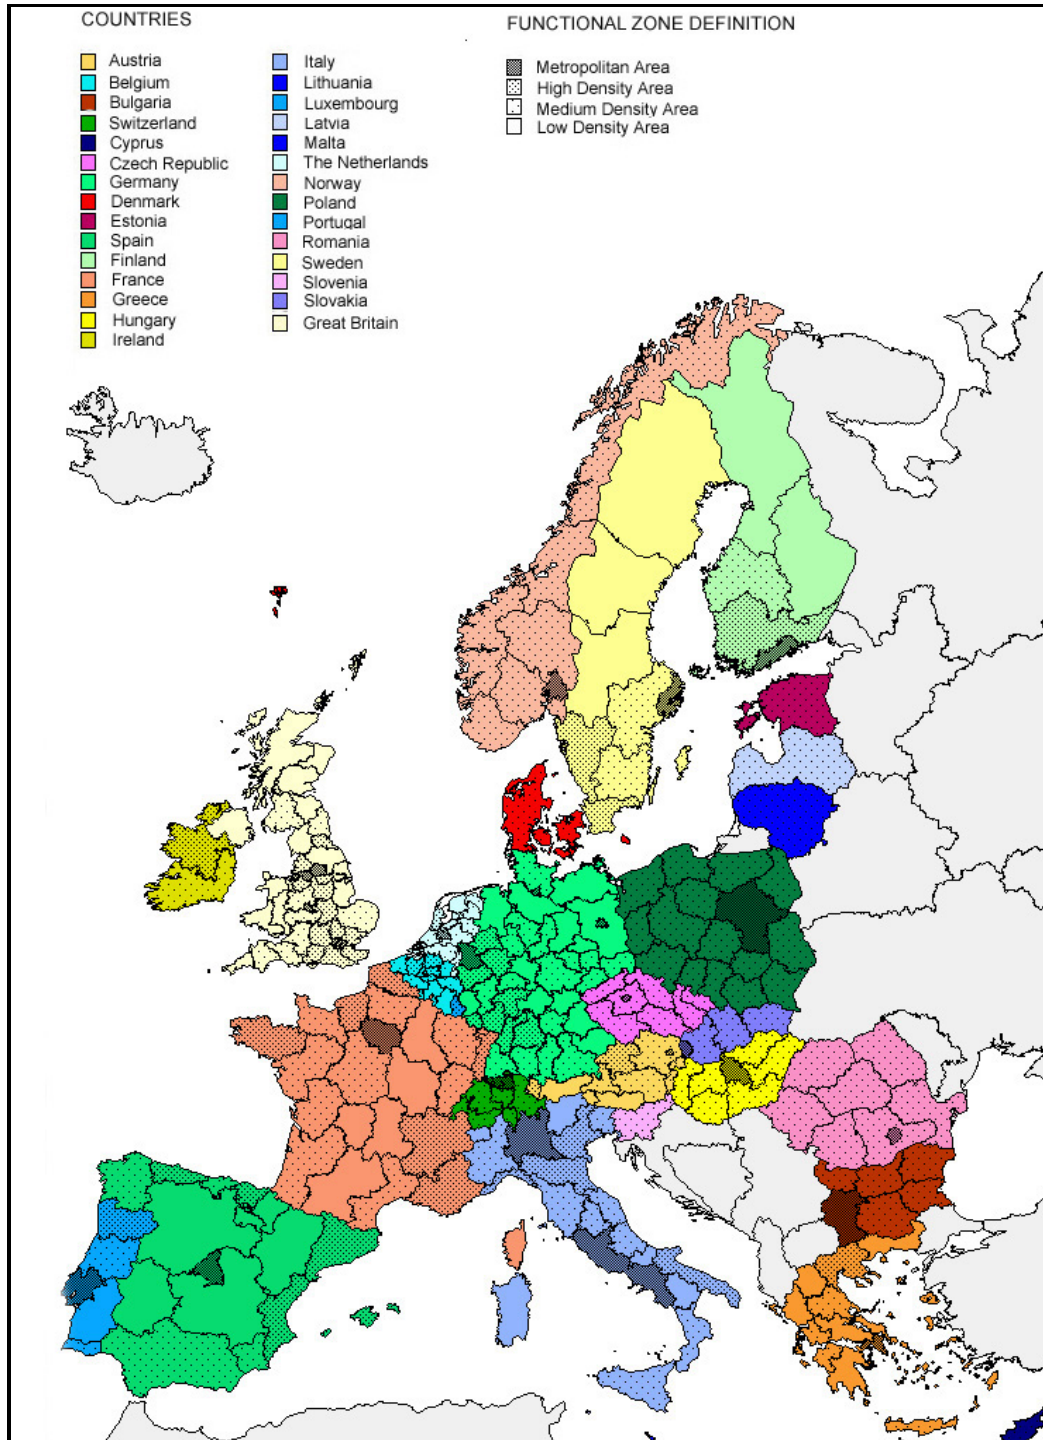 COUNTRIES
Austria
Belgium
Bulgaria
Switzerland
Cyprus
Czech Republic
Germany
Denmark
Estonia
Spain
Finland
France
Greece
Hungary
Ireland
Italy
Lithuania
Luxembourg
Latvia
Malta
The Netherlands
Norway
Poland
Portugal
Romania
Sweden
Slovenia
Slovakia
Great Britain
FUNCTIONAL ZONE DEFINITION
Metropolitan Area
High Density Area
Medium Density Area
Low Density Area